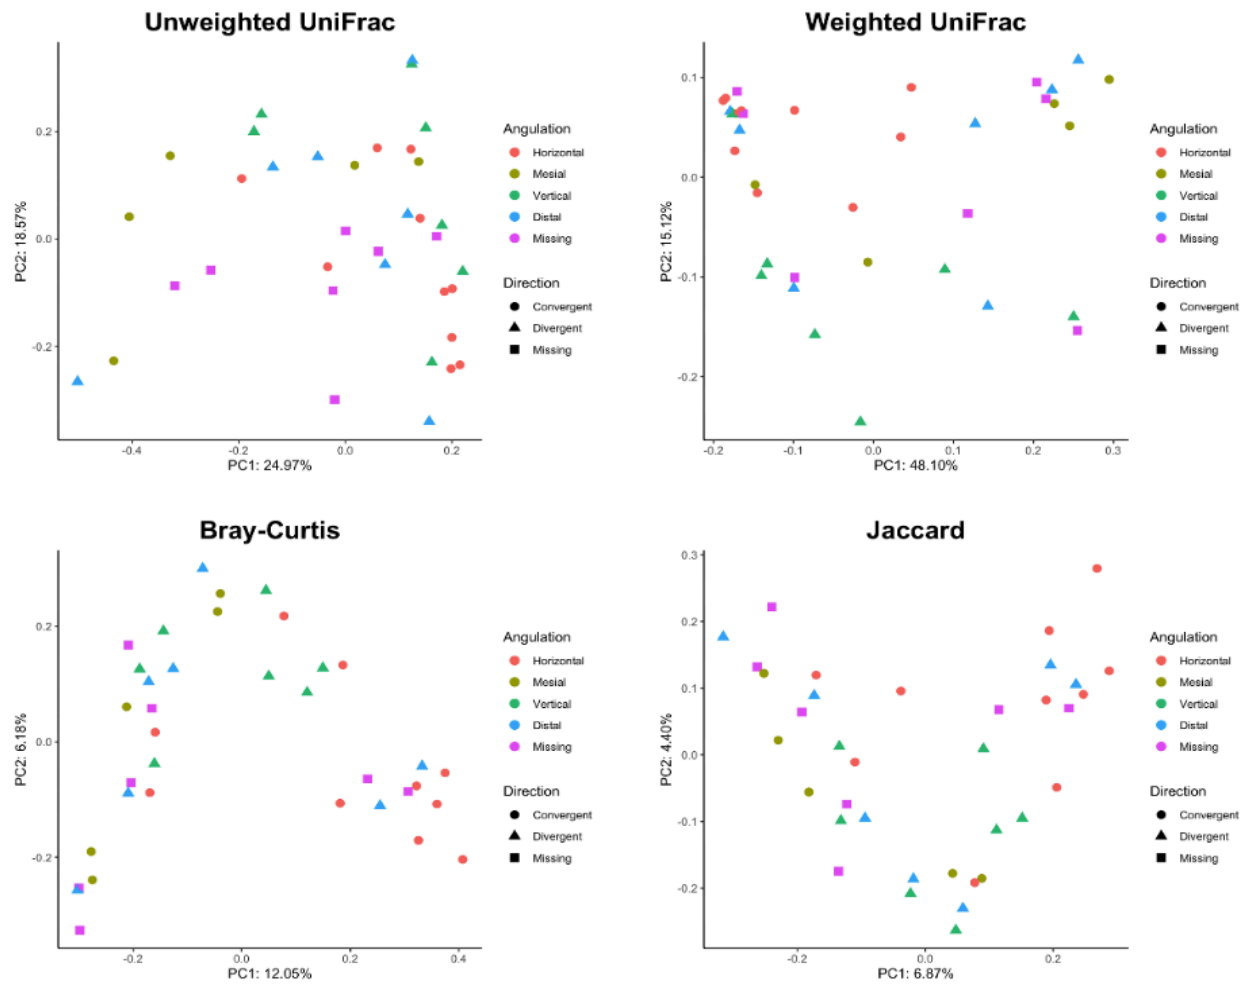 Unweighted UniFrac
0.2
0.0
-0.2
PC2: 18.57%
-0.4
-0.2
0.0
0.2
PC1: 24.97%
Angulation
Horizontal
Mesial
Vertical
Distal
Missing
Direction
Convergent
Divergent
Missing
Weighted UniFrac
0.1
0.0
-0.1
-0.2
PC2: 15.12%
-0.2
-0.1
0.0
0.1
0.2
0.3
PC1: 48.10%
Angulation
Horizontal
Mesial
Vertical
Distal
Missing
Direction
Convergent
Divergent
Missing
Bray-Curtis
0.2
0.0
-0.2
PC2: 6.18%
-0.2
0.0
0.2
0.4
PC1: 12.05%
Angulation
Horizontal
Mesial
Vertical
Distal
Missing
Direction
Convergent
Divergent
Missing
Jaccard
0.3
0.2
0.1
0.0
-0.1
-0.2
PC2: 4.40%
-0.2
0.0
0.2
PC1: 6.87%
Angulation
Horizontal
Mesial
Vertical
Distal
Missing
Direction
Convergent
Divergent
Missing